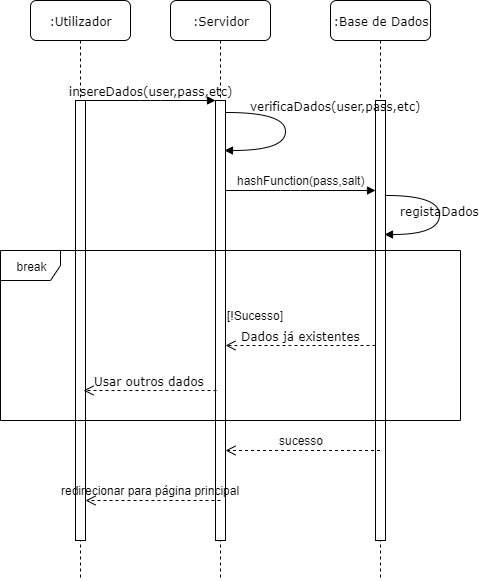 :Utilizador
:Servidor
:Base de Dados
insereDados(user,pass,etc)
verificaDados(user,pass,etc)
hashFunction(pass,salt)
registaDados
break
[!Sucesso]
Dados já existentes
Usar outros dados
sucesso
redirecionar para página principal